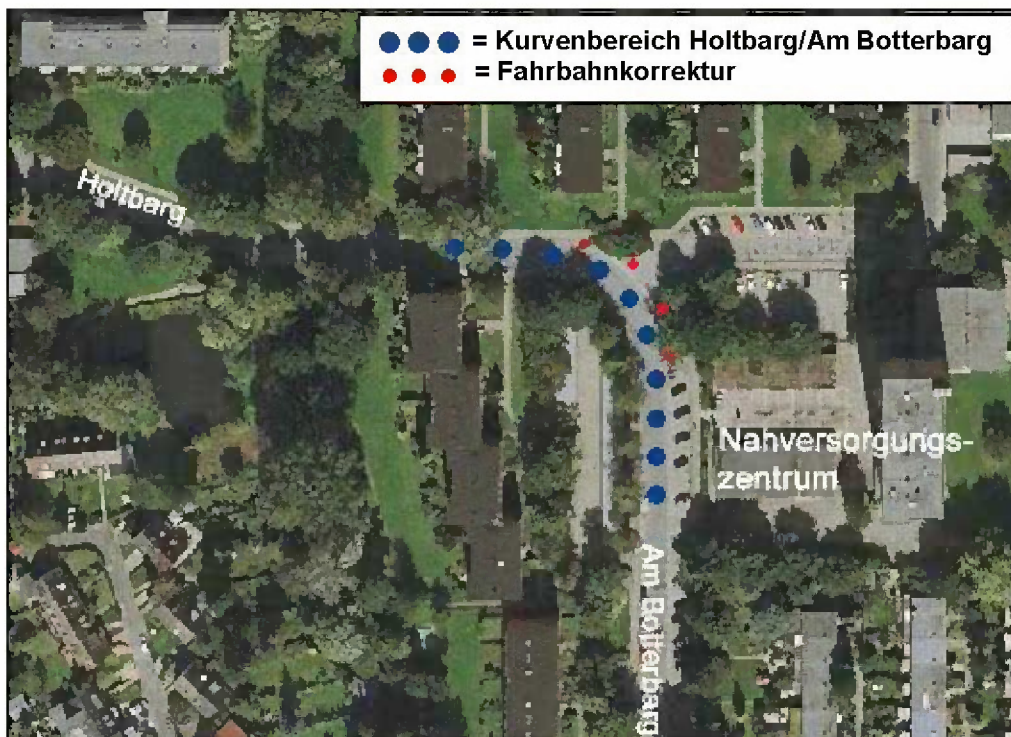 = Kurvenbereich Holtbarg/Am Botterbarg
= Fahrbahnkorrektur
Holtbarg
Nahversorgungs-
zentrum
Am Botterbarg